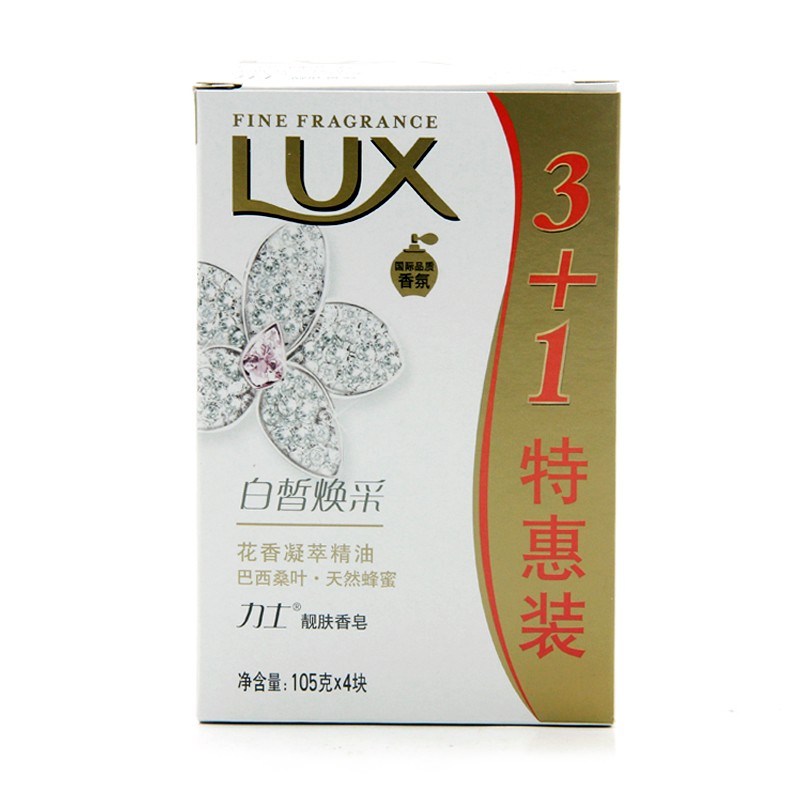 FINE FRAGRANCE
LUX
国际品质
香氛
3+1
特惠装
白皙焕采
花香凝萃精油
巴西桑叶·天然蜂蜜
力士® 靓肤香皂
净含量:105克x4块